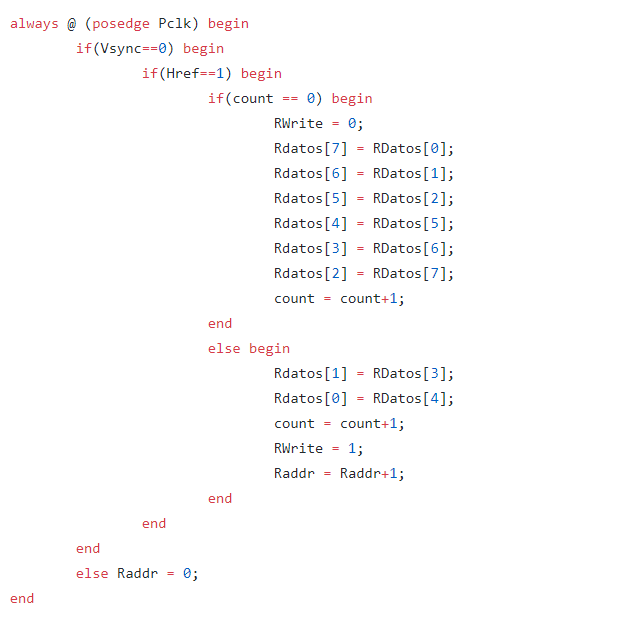 always @ (posedge Pclk) begin
if(Vsync==0) begin
if(Href==1) begin
if(count == 0) begin
RWrite = 0;
Rdatos[7] = RDatos[0];
Rdatos[6] = RDatos[1];
Rdatos[5] = RDatos[2];
Rdatos[4] = RDatos[5];
Rdatos[3] = RDatos[6];
Rdatos[2] = RDatos[7];
count = count+1;
end
else begin
Rdatos[1] = RDatos[3];
Rdatos[0] = RDatos[4];
count = count+1;
RWrite = 1;
Raddr = Raddr+1;
end
end
end
else Raddr = 0;
end